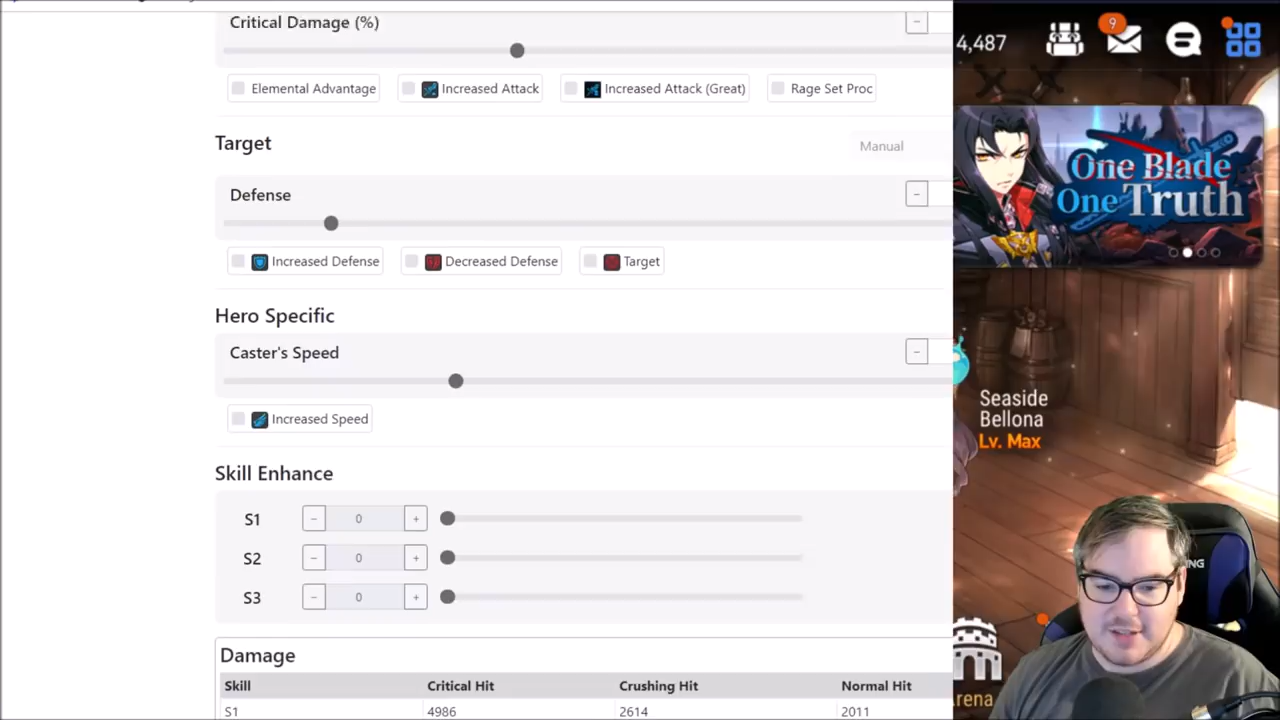 Critical Damage (%)
Elemental Advantage
Increased Attack
Increased Attack (Great)
Rage Set Proc
Target
Manual
Defense
Increased Defense
Decreased Defense
Target
Hero Specific
Caster's Speed
Increased Speed
Skill Enhance
S1 − 0 +
S2 − 0 +
S3 − 0 +
Damage
Skill Critical Hit Crushing Hit Normal Hit
S1 4986 2614 2011
4,487
9
One Blade
One Truth
Seaside
Bellona
Lv. Max
rena